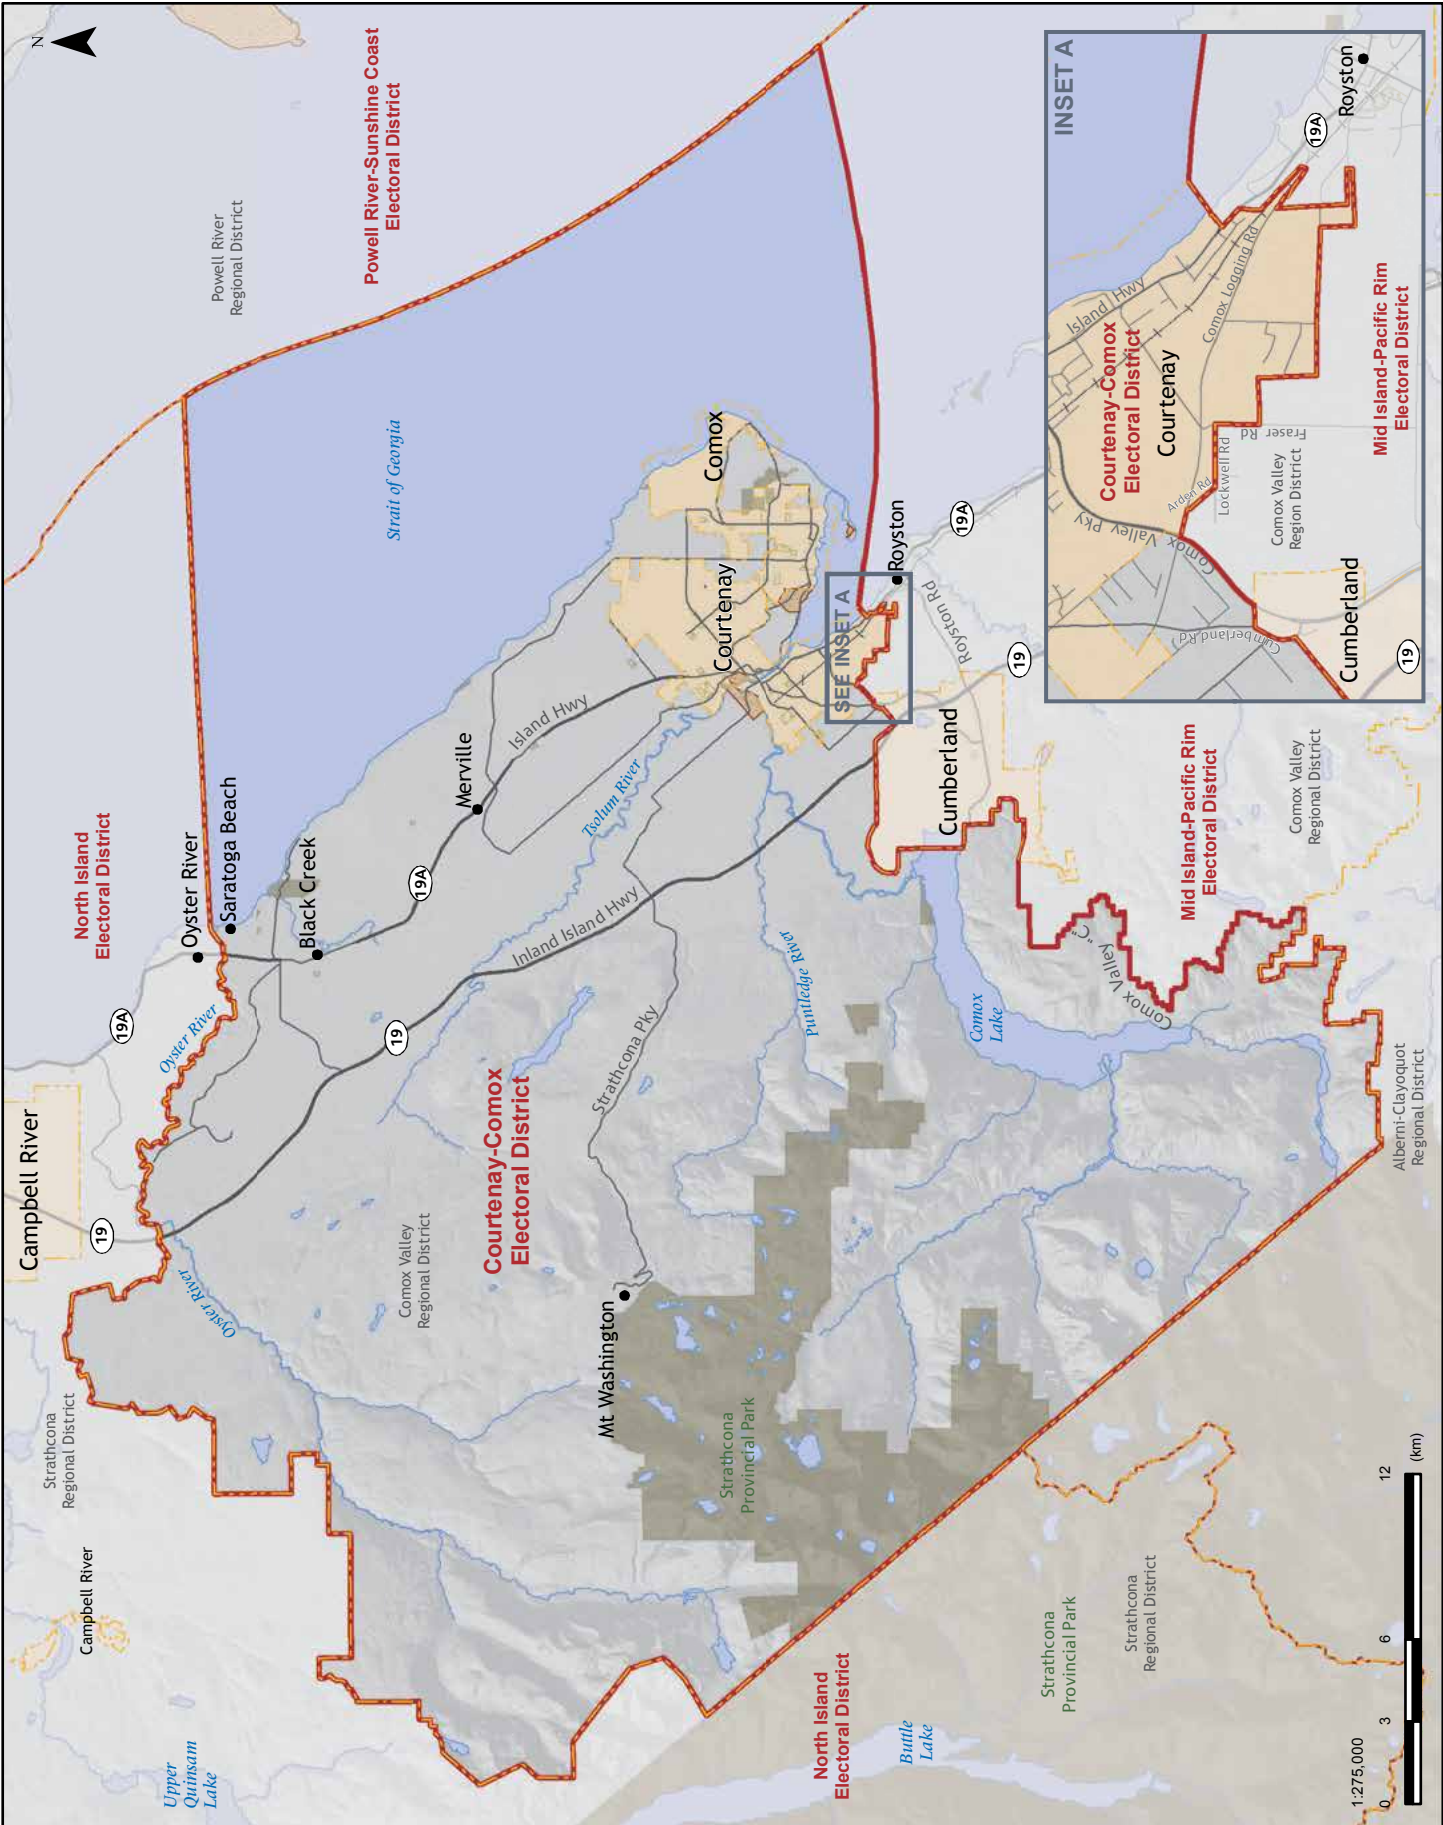 N
Powell River-Sunshine Coast
Electoral District
Powell River
Regional District
North Island
Electoral District
Strait of Georgia
Campbell River
19A
19
Oyster River
Oyster River
Saratoga Beach
Black Creek
Oyster River
Merville
19A
Island Hwy
Tsolum River
Inland Island Hwy
19
Comox
Courtenay
SEE INSET A
Royston
19A
Royston Rd
19
Cumberland
Strathcona Pky
Puntledge River
Comox
Lake
Courtenay-Comox
Electoral District
Comox Valley
Regional District
Mt Washington
Strathcona
Provincial Park
Strathcona
Regional District
Campbell River
Upper
Quinsam
Lake
North Island
Electoral District
Buttle
Lake
Strathcona
Provincial Park
Strathcona
Regional District
Alberni-Clayoquot
Regional District
Comox Valley "C"
Mid Island-Pacific Rim
Electoral District
Comox Valley
Regional District
INSET A
Royston
19A
Island Hwy
Comox Logging Rd
Courtenay-Comox
Electoral District
Courtenay
Mid Island-Pacific Rim
Electoral District
Fraser Rd
Lockwell Rd
Arden Rd
Comox Valley Pky
Comox Valley
Region District
Cumberland Rd
Cumberland
19
1:275,000
0
3
6
12
(km)